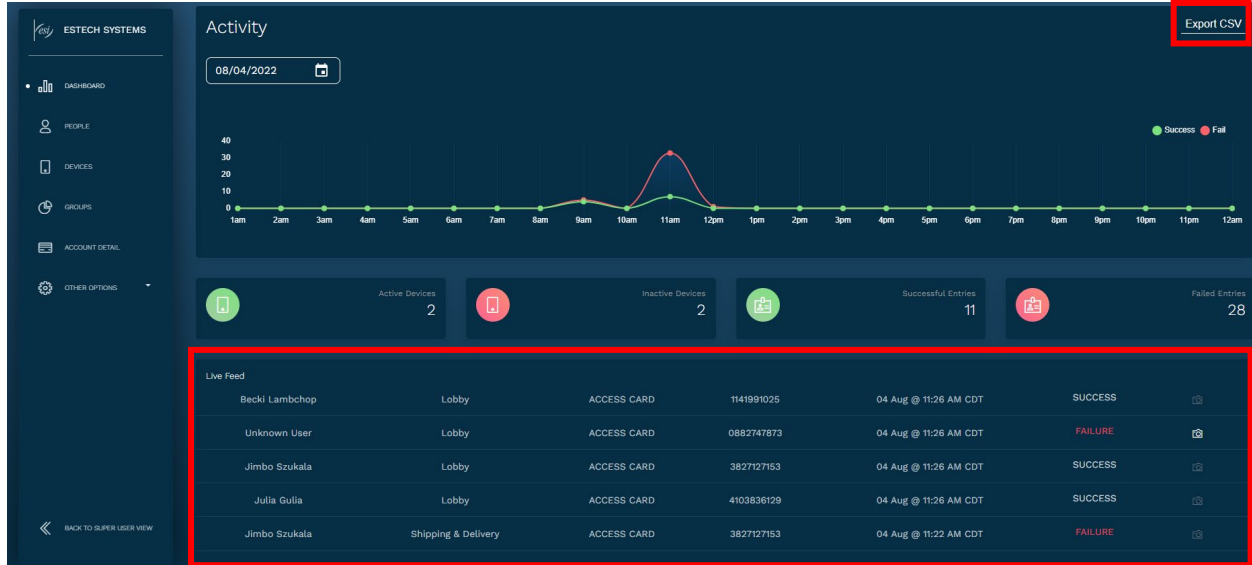 esi ESTECH SYSTEMS
DASHBOARD
PEOPLE
DEVICES
GROUPS
ACCOUNT DETAIL
OTHER OPTIONS
BACK TO SUPER USER VIEW
Activity
Export CSV
08/04/2022
Success Fail
40
30
20
10
0
1am 2am 3am 4am 5am 6am 7am 8am 9am 10am 11am 12pm 1pm 2pm 3pm 4pm 5pm 6pm 7pm 8pm 9pm 10pm 11pm 12am
Active Devices
2
Inactive Devices
2
Successful Entries
11
Failed Entries
28
Live Feed
Becki Lambchop Lobby ACCESS CARD 1141991025 04 Aug @ 11:26 AM CDT SUCCESS
Unknown User Lobby ACCESS CARD 0882747873 04 Aug @ 11:26 AM CDT FAILURE
Jimbo Szukala Lobby ACCESS CARD 3827127153 04 Aug @ 11:26 AM CDT SUCCESS
Julia Gulia Lobby ACCESS CARD 4103836129 04 Aug @ 11:26 AM CDT SUCCESS
Jimbo Szukala Shipping & Delivery ACCESS CARD 3827127153 04 Aug @ 11:22 AM CDT FAILURE